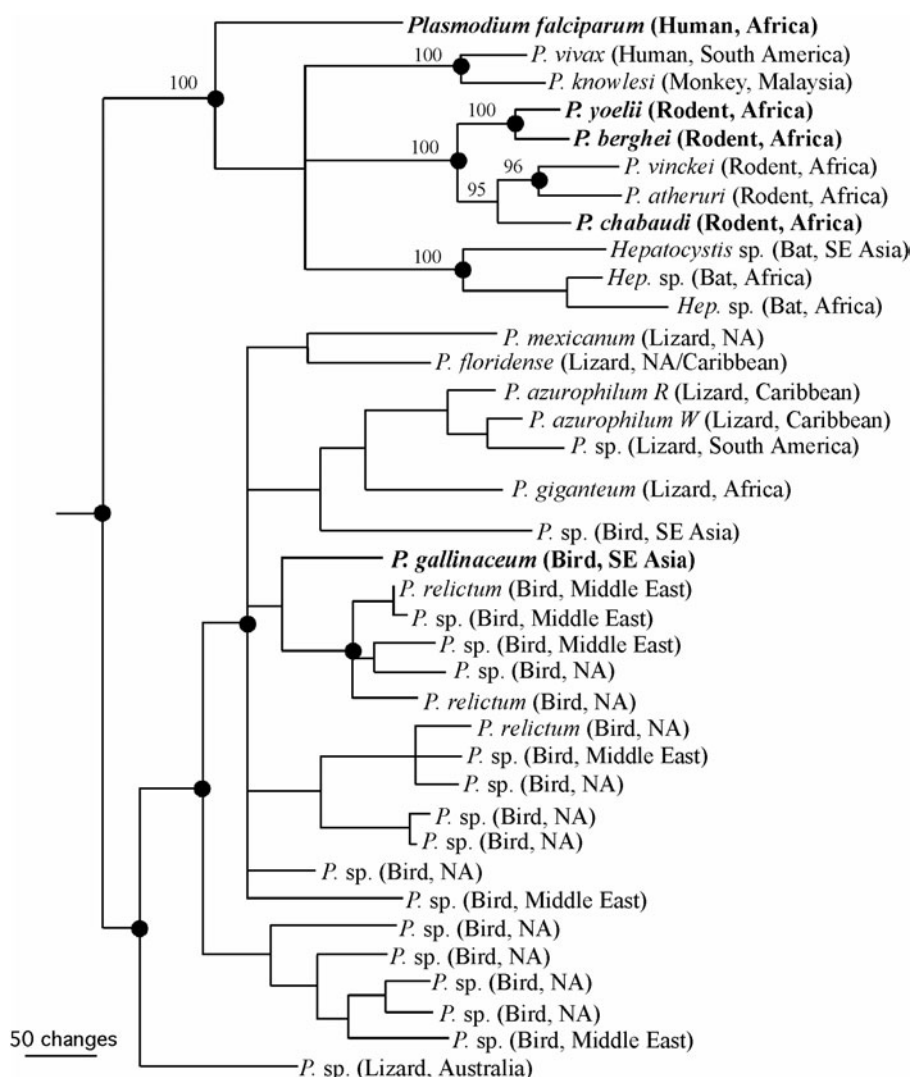 Plasmodium falciparum (Human, Africa)
P. vivax (Human, South America)
100
100
P. knowlesi (Monkey, Malaysia)
P. yoelii (Rodent, Africa)
100
P. berghei (Rodent, Africa)
100
P. vinckei (Rodent, Africa)
96
P. atheruri (Rodent, Africa)
95
P. chabaudi (Rodent, Africa)
Hepatocystis sp. (Bat, SE Asia)
100
Hep. sp. (Bat, Africa)
Hep. sp. (Bat, Africa)
P. mexicanum (Lizard, NA)
P. floridense (Lizard, NA/Caribbean)
P. azurophilum R (Lizard, Caribbean)
P. azurophilum W (Lizard, Caribbean)
P. sp. (Lizard, South America)
P. giganteum (Lizard, Africa)
P. sp. (Bird, SE Asia)
P. gallinaceum (Bird, SE Asia)
P. relictum (Bird, Middle East)
P. sp. (Bird, Middle East)
P. sp. (Bird, Middle East)
P. sp. (Bird, NA)
P. relictum (Bird, NA)
P. relictum (Bird, NA)
P. sp. (Bird, Middle East)
P. sp. (Bird, NA)
P. sp. (Bird, NA)
P. sp. (Bird, NA)
P. sp. (Bird, NA)
P. sp. (Bird, Middle East)
P. sp. (Bird, NA)
P. sp. (Bird, NA)
P. sp. (Bird, NA)
P. sp. (Bird, NA)
P. sp. (Bird, Middle East)
50 changes
P. sp. (Lizard, Australia)